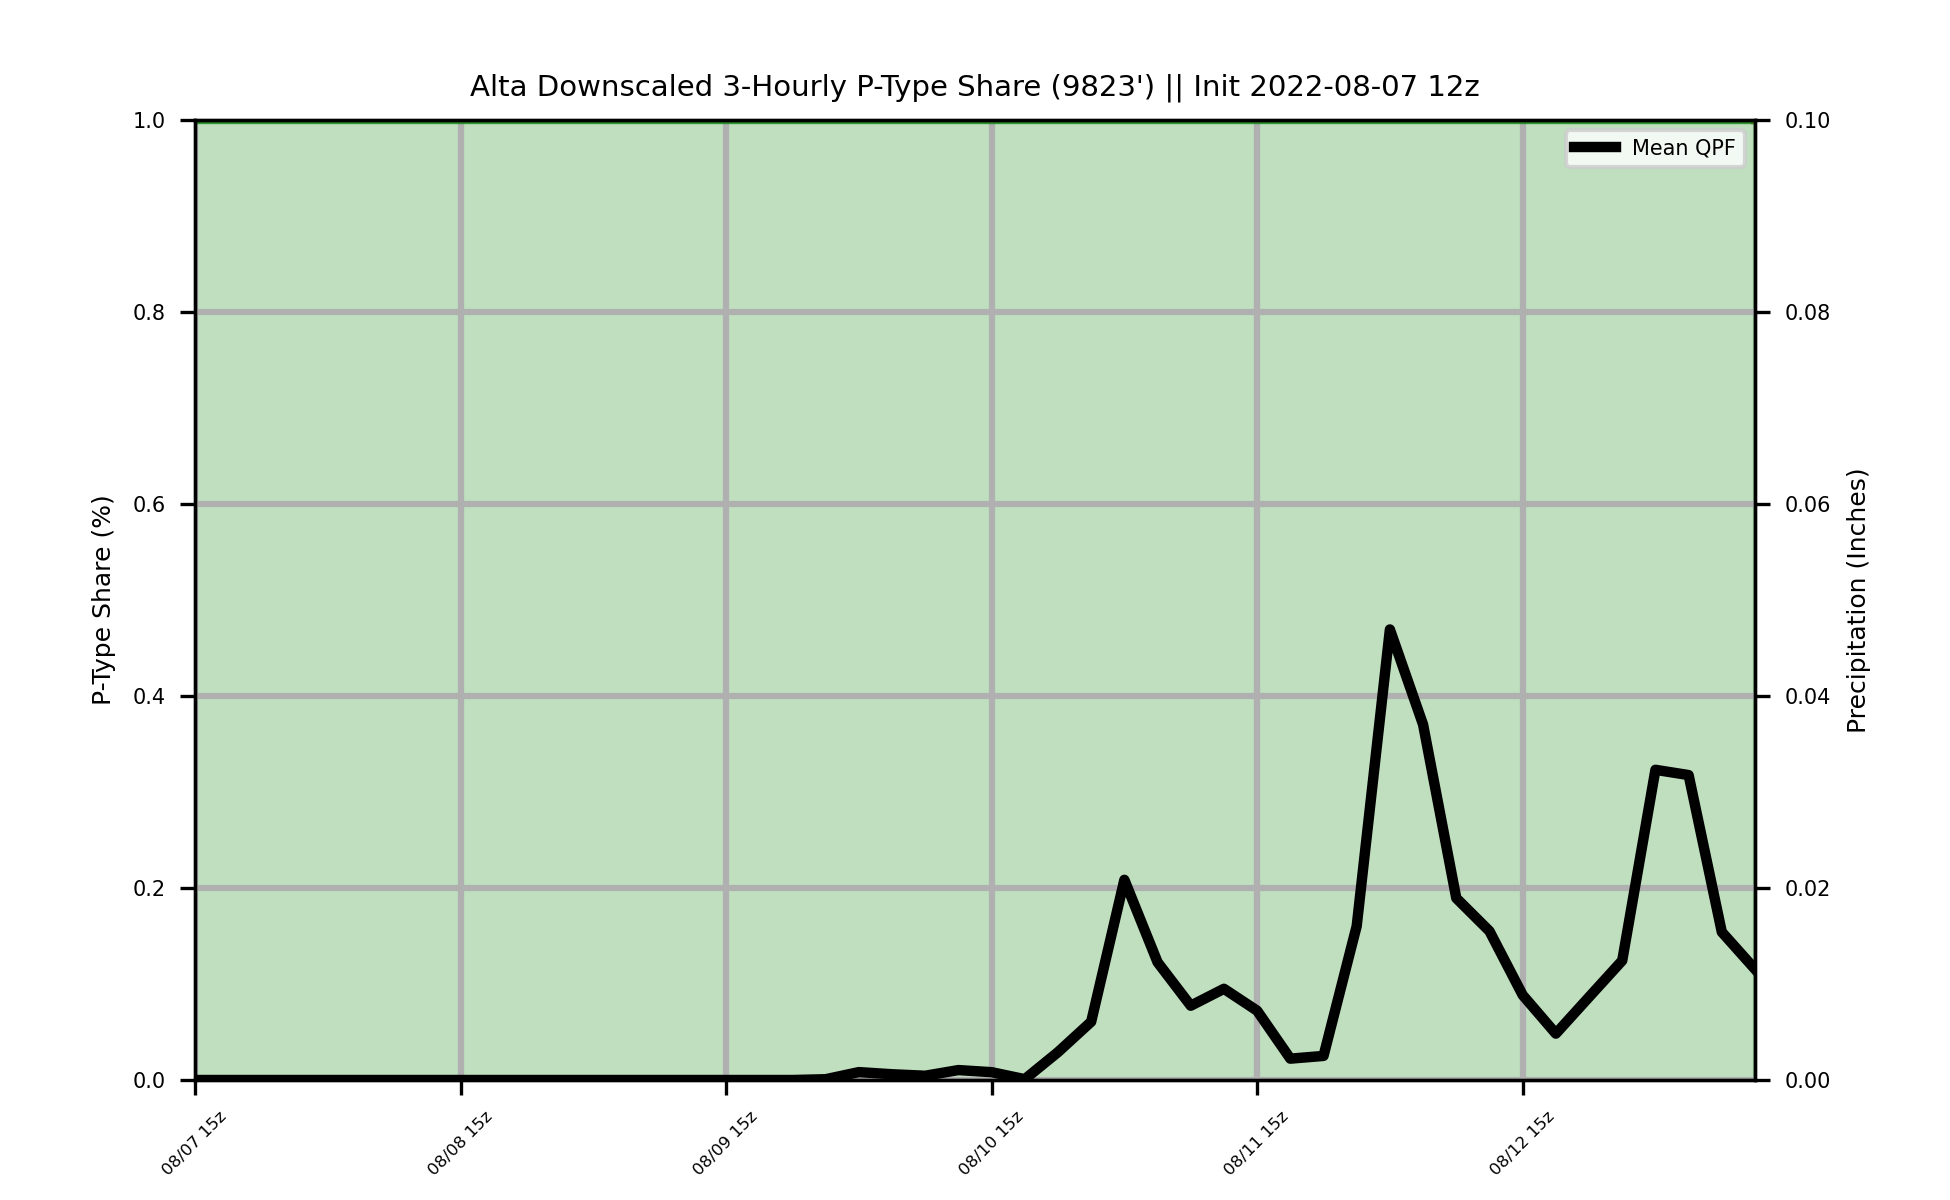 Alta Downscaled 3-Hourly P-Type Share (9823') || Init 2022-08-07 12z
Mean QPF
P-Type Share (%)
1.0
0.8
0.6
0.4
0.2
0.0
0.10
0.08
0.06
0.04
0.02
0.00
Precipitation (Inches)
08/07 15z
08/08 15z
08/09 15z
08/10 15z
08/11 15z
08/12 15z